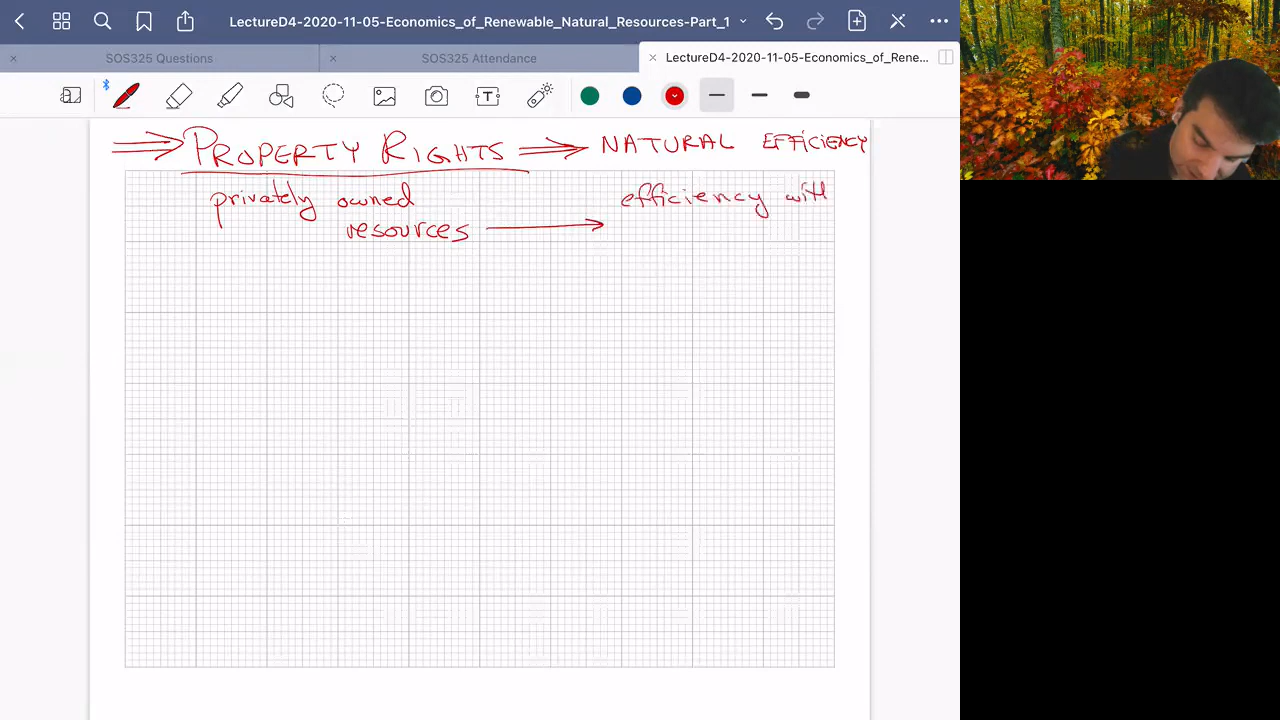 LectureD4-2020-11-05-Economics_of_Renewable_Natural_Resources-Part_1
SOS325 Questions
SOS325 Attendance
LectureD4-2020-11-05-Economics_of_Rene...
⇒ PROPERTY RIGHTS ⇒ NATURAL EFFICIENCY
privately owned
efficiency with
resources →